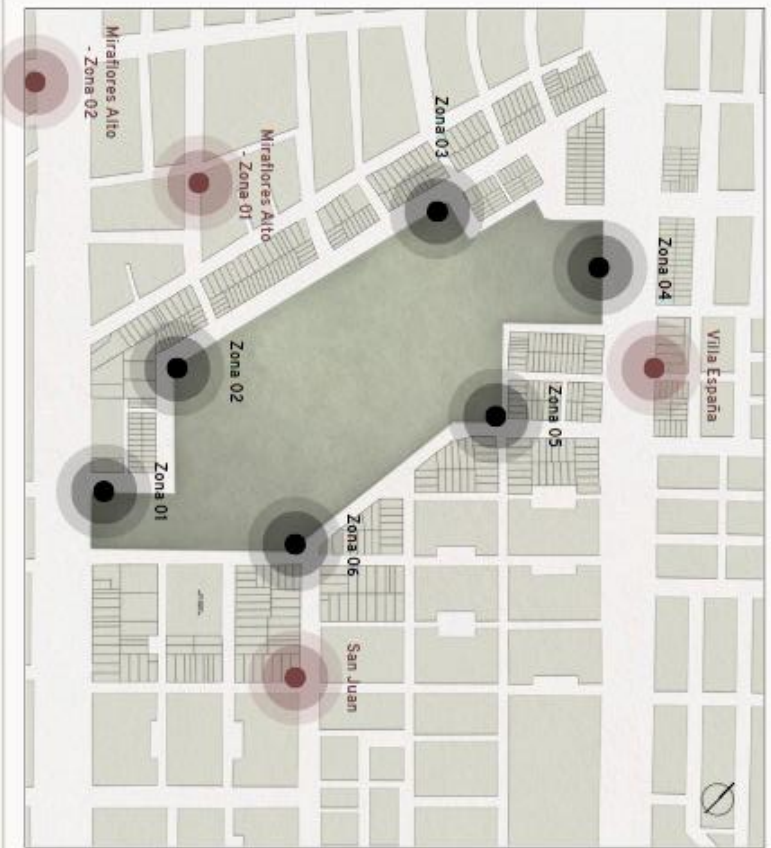 Miraflores Alto
- Zona 02
Miraflores Alto
- Zona 01
Zona 03
Zona 04
Villa España
Zona 02
Zona 05
Zona 01
Zona 06
San Juan